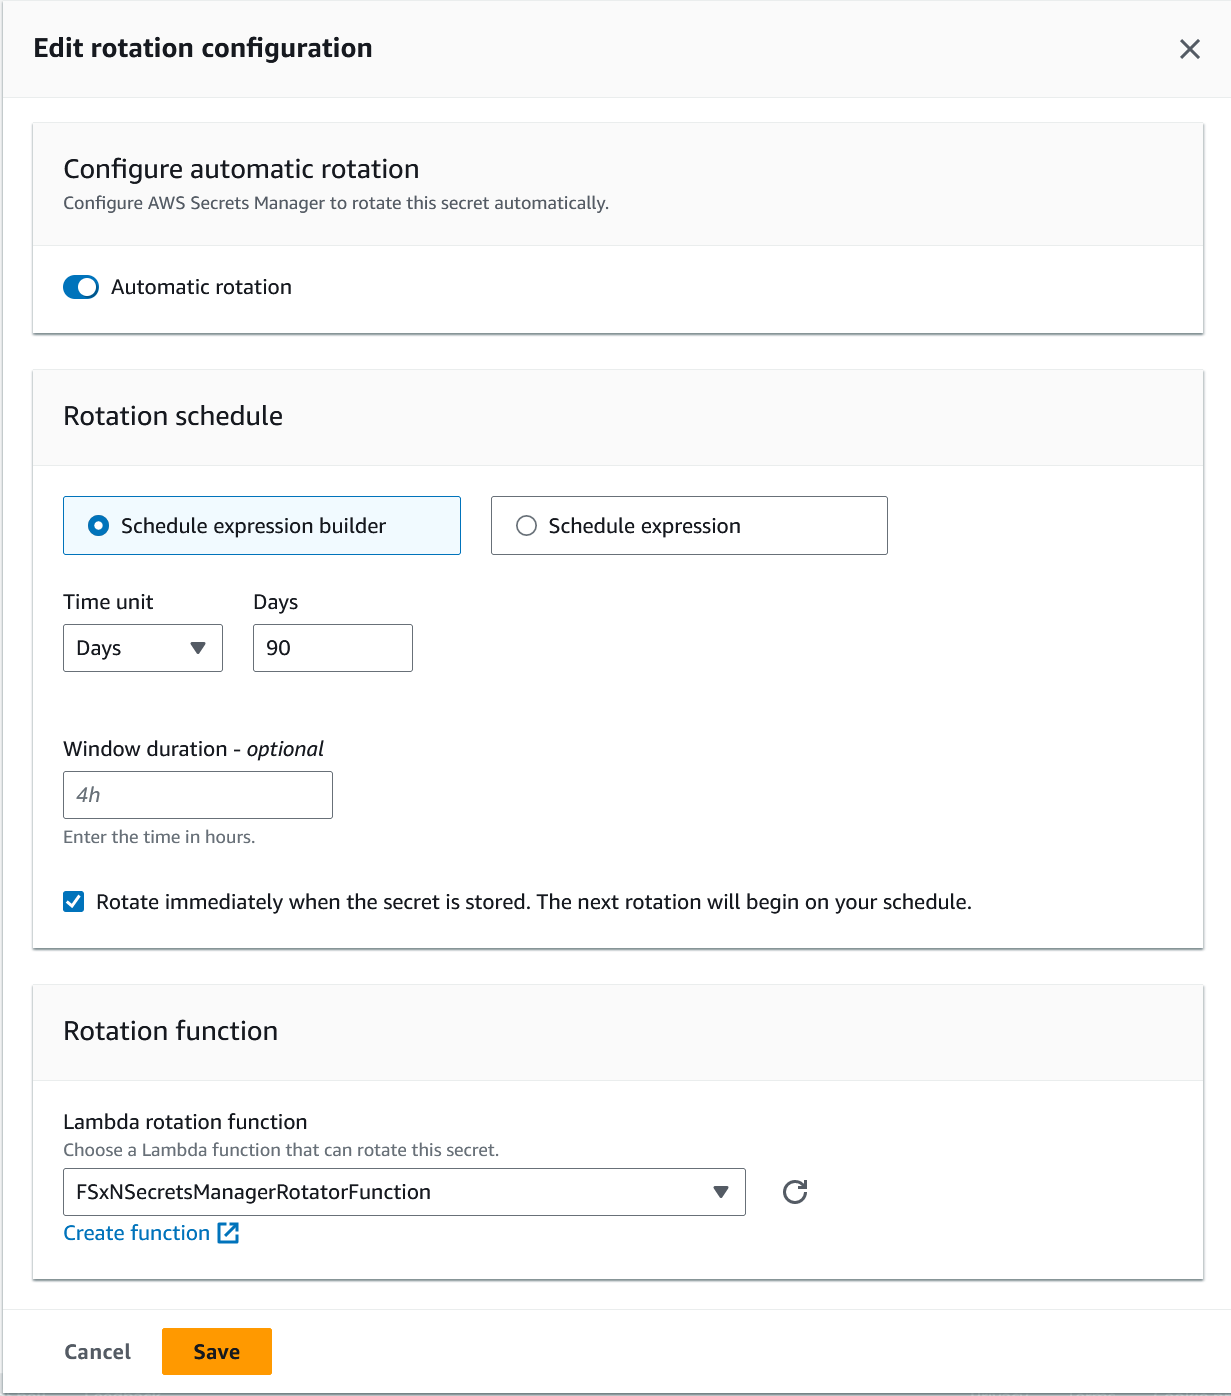 Edit rotation configuration
Configure automatic rotation
Configure AWS Secrets Manager to rotate this secret automatically.
Automatic rotation
Rotation schedule
Schedule expression builder
Schedule expression
Time unit
Days
Days
90
Window duration - optional
4h
Enter the time in hours.
Rotate immediately when the secret is stored. The next rotation will begin on your schedule.
Rotation function
Lambda rotation function
Choose a Lambda function that can rotate this secret.
FSxNSecretsManagerRotatorFunction
Create function
Cancel
Save